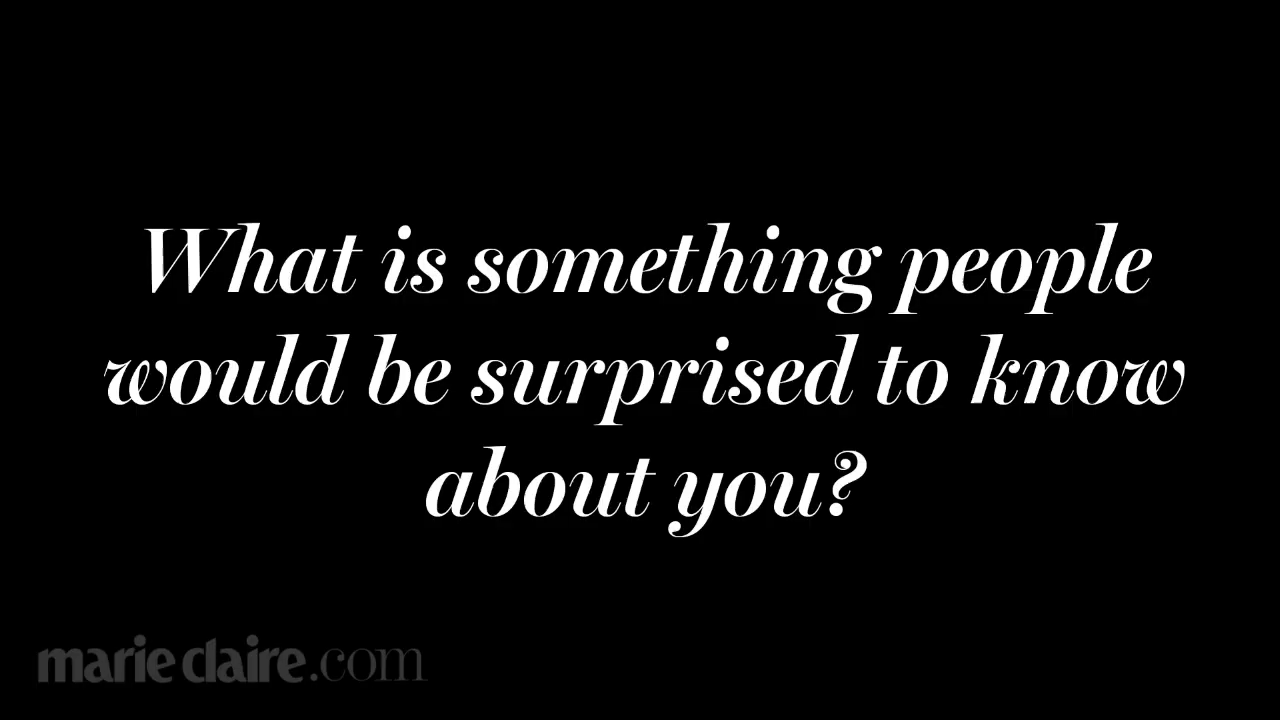 What is something people
would be surprised to know
about you?
marie claire.com